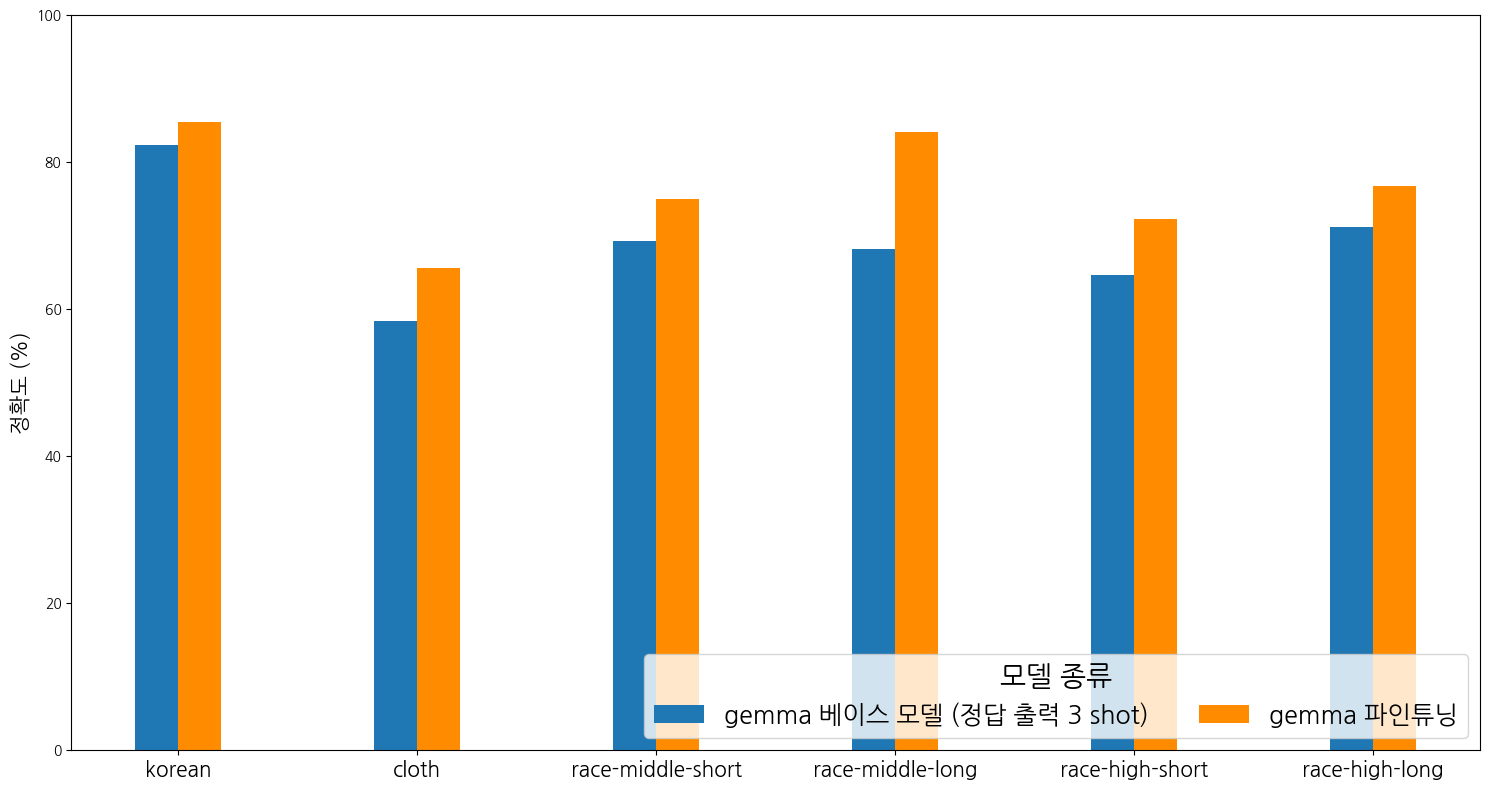 100
80
60
40
20
0
정확도 (%)
모델 종류
gemma 베이스 모델 (정답 출력 3 shot)
gemma 파인튜닝
korean
cloth
race-middle-short
race-middle-long
race-high-short
race-high-long